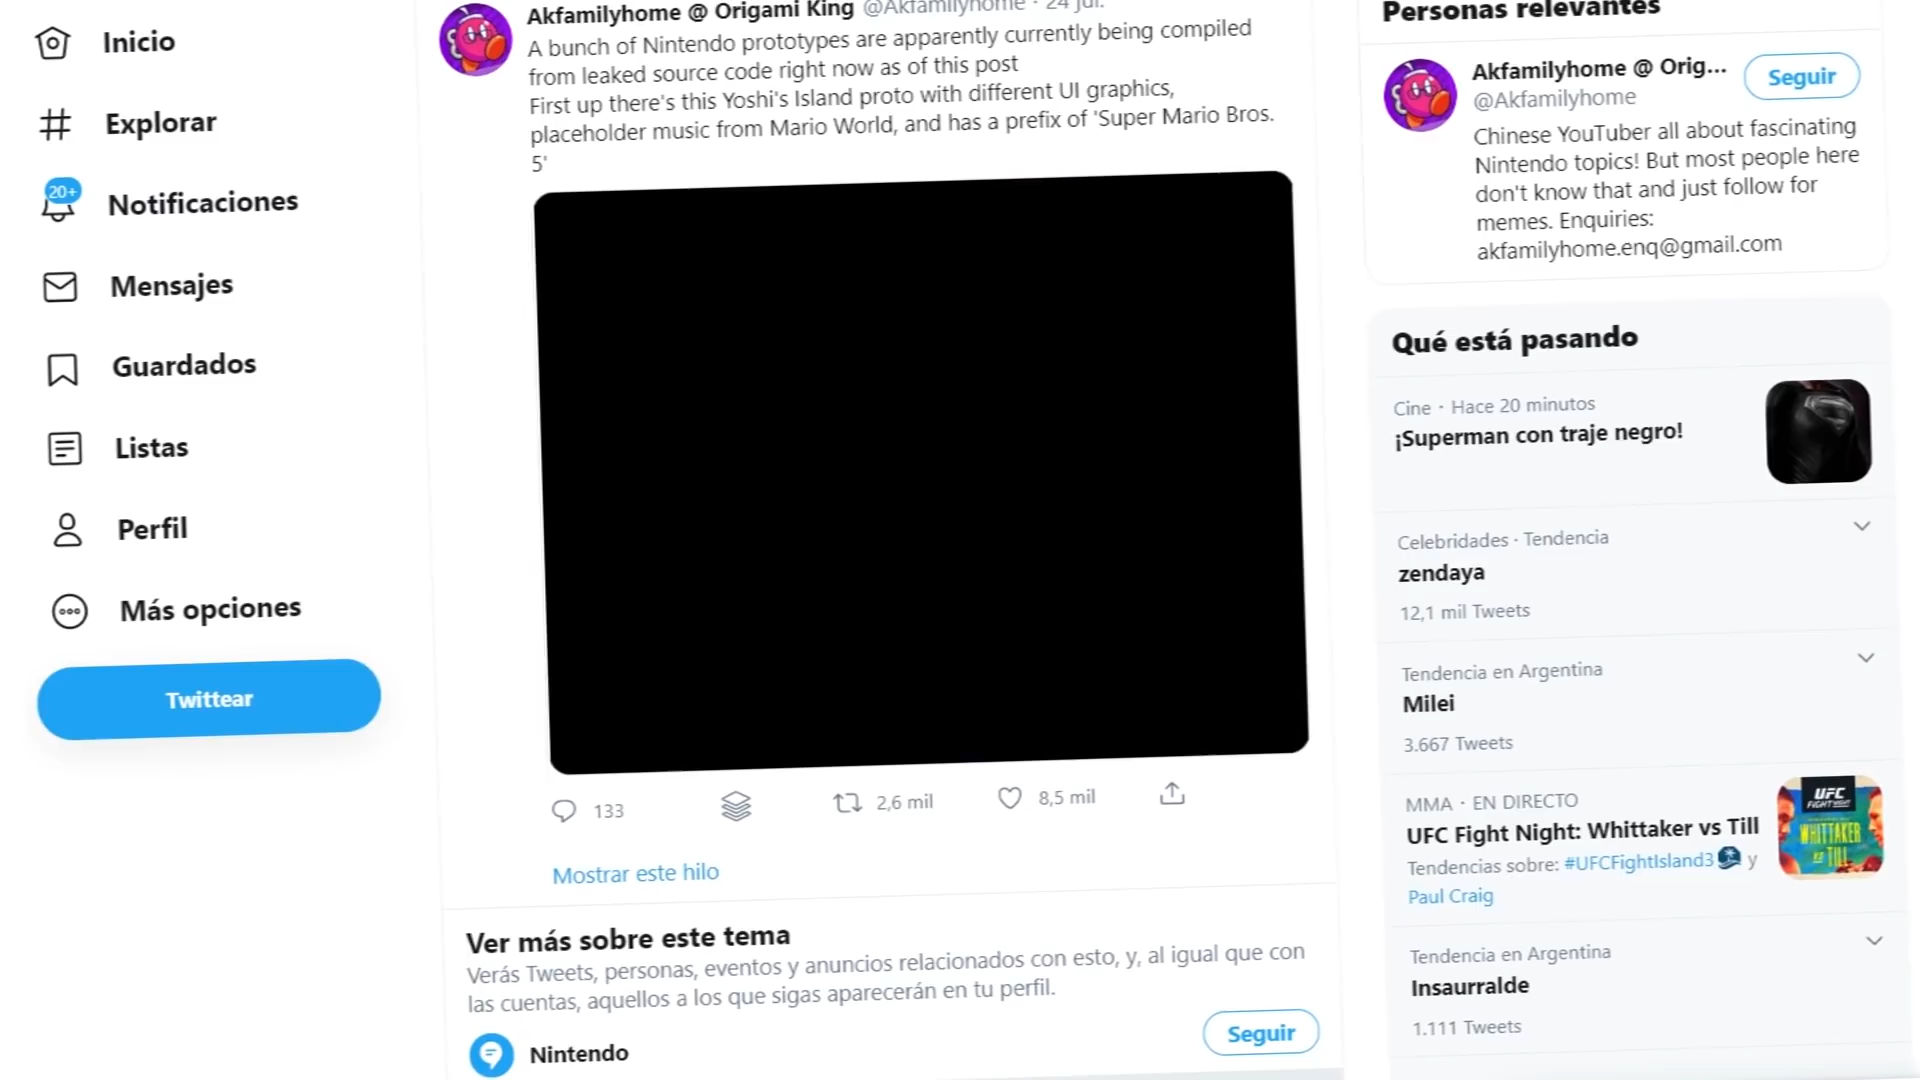 Inicio
Explorar
20+
Notificaciones
Mensajes
Guardados
Listas
Perfil
Más opciones
Twittear
Akfamilyhome @ Origami King @Akfamilyhome · 24 jul.
A bunch of Nintendo prototypes are apparently currently being compiled
from leaked source code right now as of this post
First up there's this Yoshi's Island proto with different UI graphics,
placeholder music from Mario World, and has a prefix of 'Super Mario Bros.
5'
133
2,6 mil
8,5 mil
Mostrar este hilo
Ver más sobre este tema
Verás Tweets, personas, eventos y anuncios relacionados con esto, y, al igual que con
las cuentas, aquellos a los que sigas aparecerán en tu perfil.
Nintendo
Seguir
Personas relevantes
Akfamilyhome @ Orig...
Seguir
@Akfamilyhome
Chinese YouTuber all about fascinating
Nintendo topics! But most people here
don't know that and just follow for
memes. Enquiries:
akfamilyhome.enq@gmail.com
Qué está pasando
Cine · Hace 20 minutos
¡Superman con traje negro!
Celebridades · Tendencia
zendaya
12,1 mil Tweets
Tendencia en Argentina
Milei
3.667 Tweets
MMA · EN DIRECTO
UFC Fight Night: Whittaker vs Till
Tendencias sobre: #UFCFightIsland3 y
Paul Craig
UFC
FIGHT NIGHT
WHITTAKER
VS
TILL
Tendencia en Argentina
Insaurralde
1.111 Tweets